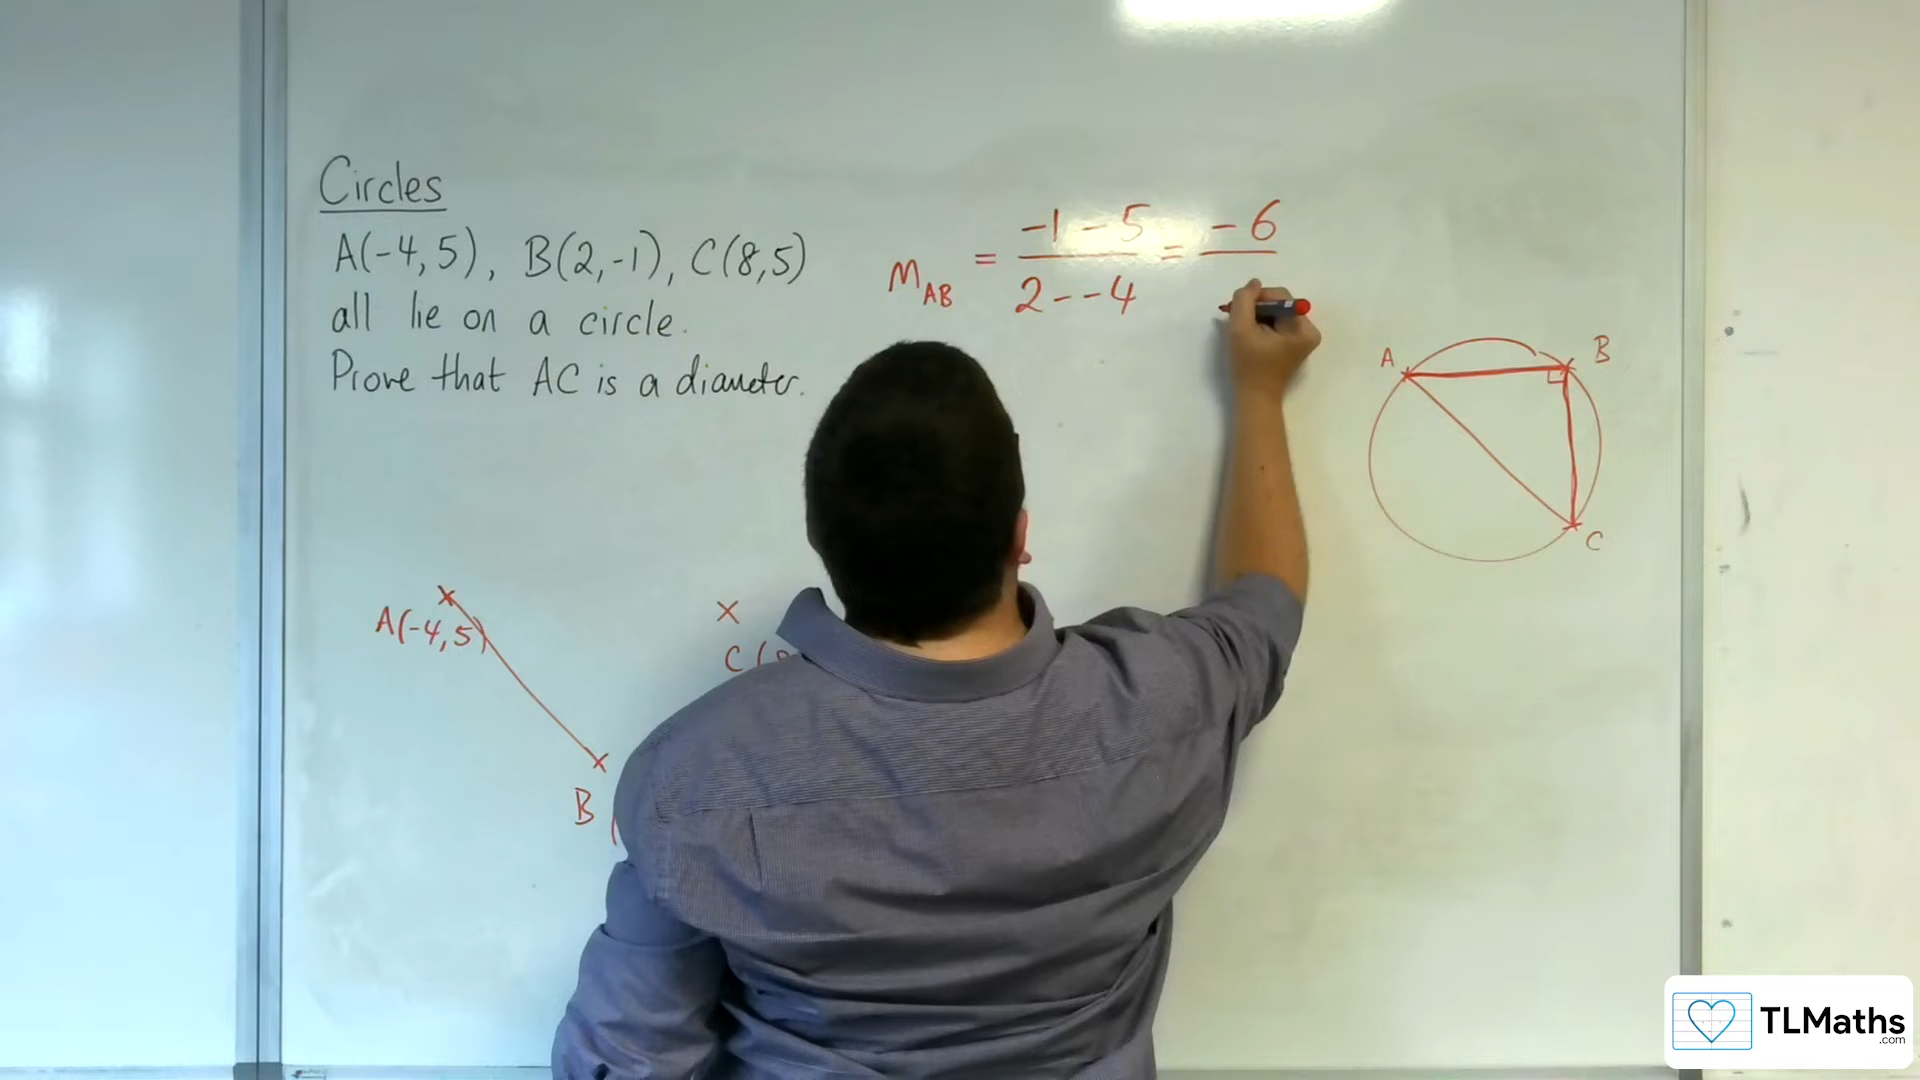 Circles
A(-4,5), B(2,-1), C(8,5)
all lie on a circle.
Prove that AC is a diameter.
M_AB = (-1 - 5)/(2 - -4) = -6/
A
B
C
A(-4,5)
C (
B (
TLMaths
.com